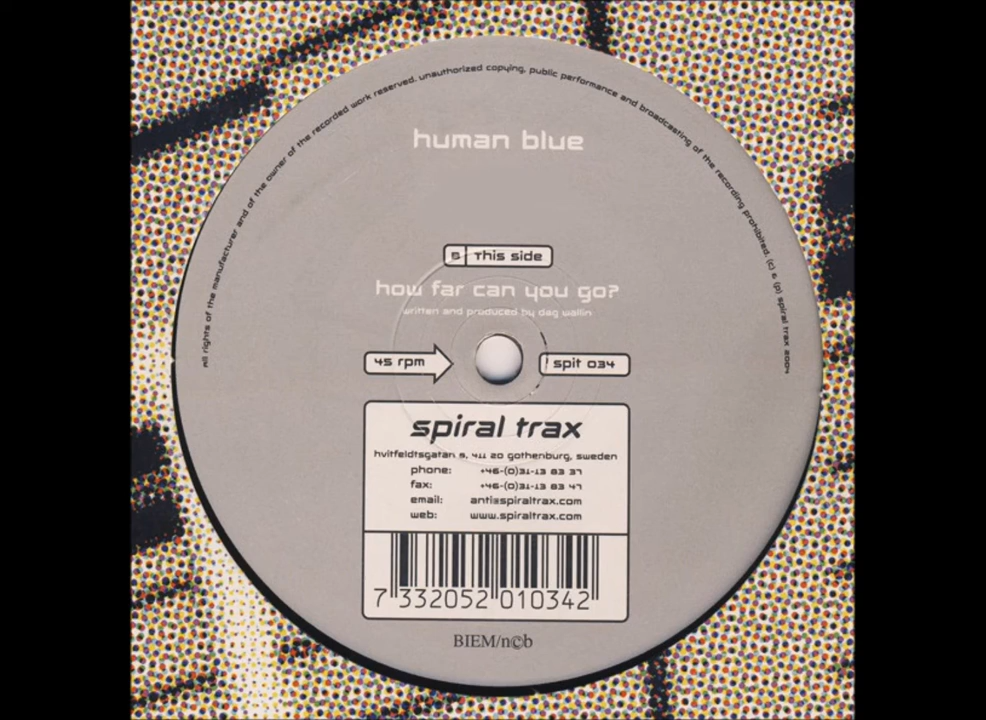 All rights of the manufacturer and of the owner of the recorded work reserved. unauthorized copying, public performance and broadcasting of the recording prohibited. (c) & (p) spiral trax 2004
human blue
B This side
how far can you go?
written and produced by dag wallin
45 rpm
spit 034
spiral trax
hvitfeldtsgatan 8, 411 20 gothenburg, sweden
phone: +46-(0)31-13 83 37
fax: +46-(0)31-13 83 47
email: anti@spiraltrax.com
web: www.spiraltrax.com
7 332052 010342
BIEM/n©b